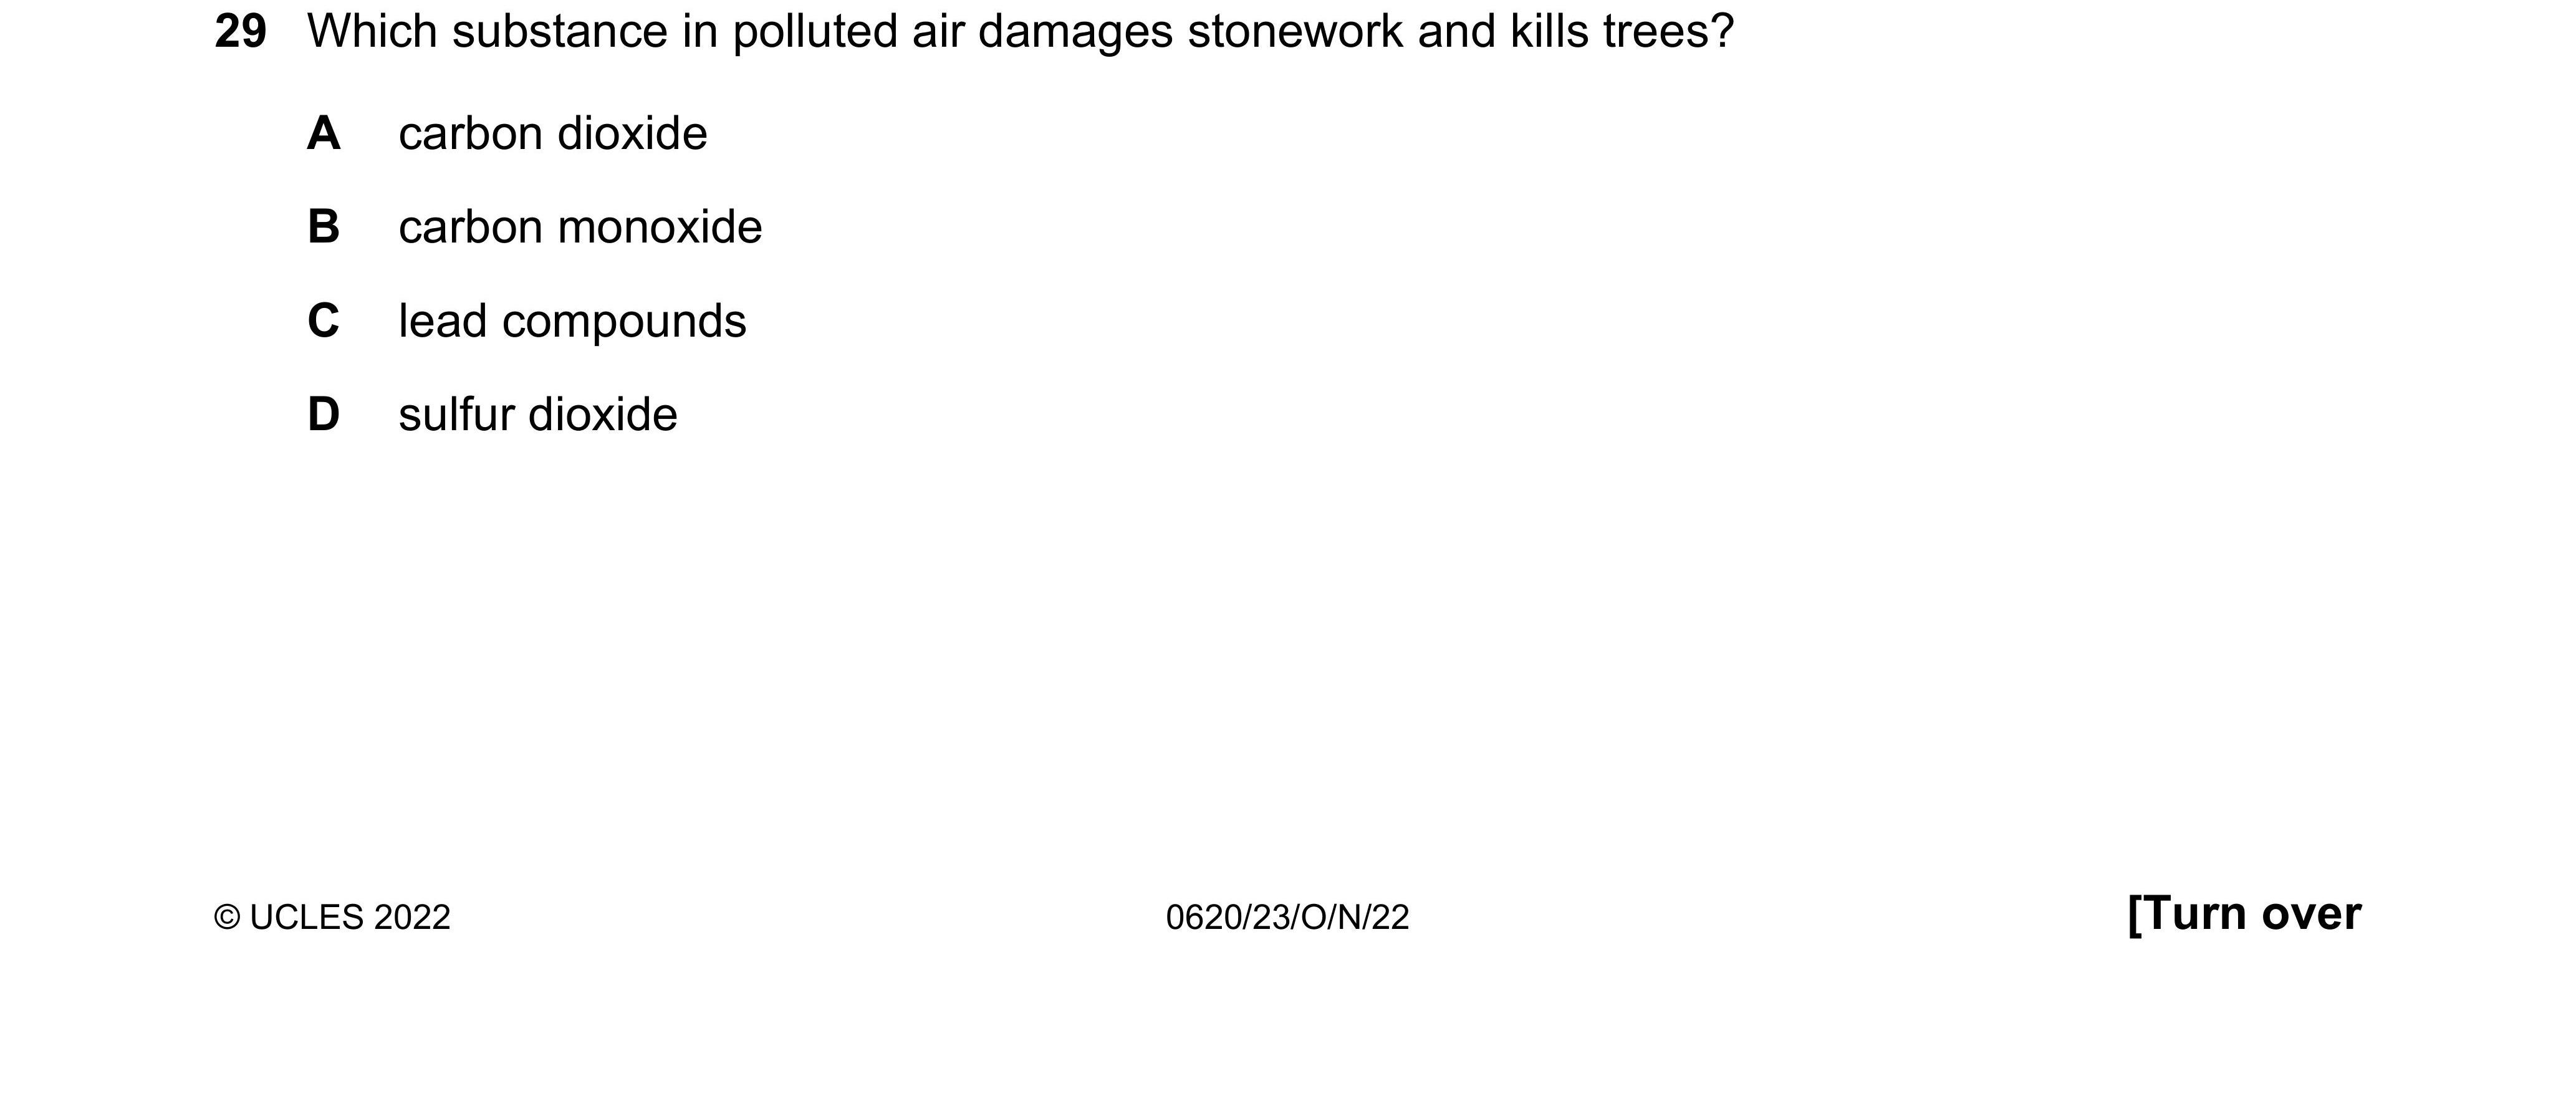 29 Which substance in polluted air damages stonework and kills trees?
A carbon dioxide
B carbon monoxide
C lead compounds
D sulfur dioxide
© UCLES 2022 0620/23/O/N/22 [Turn over